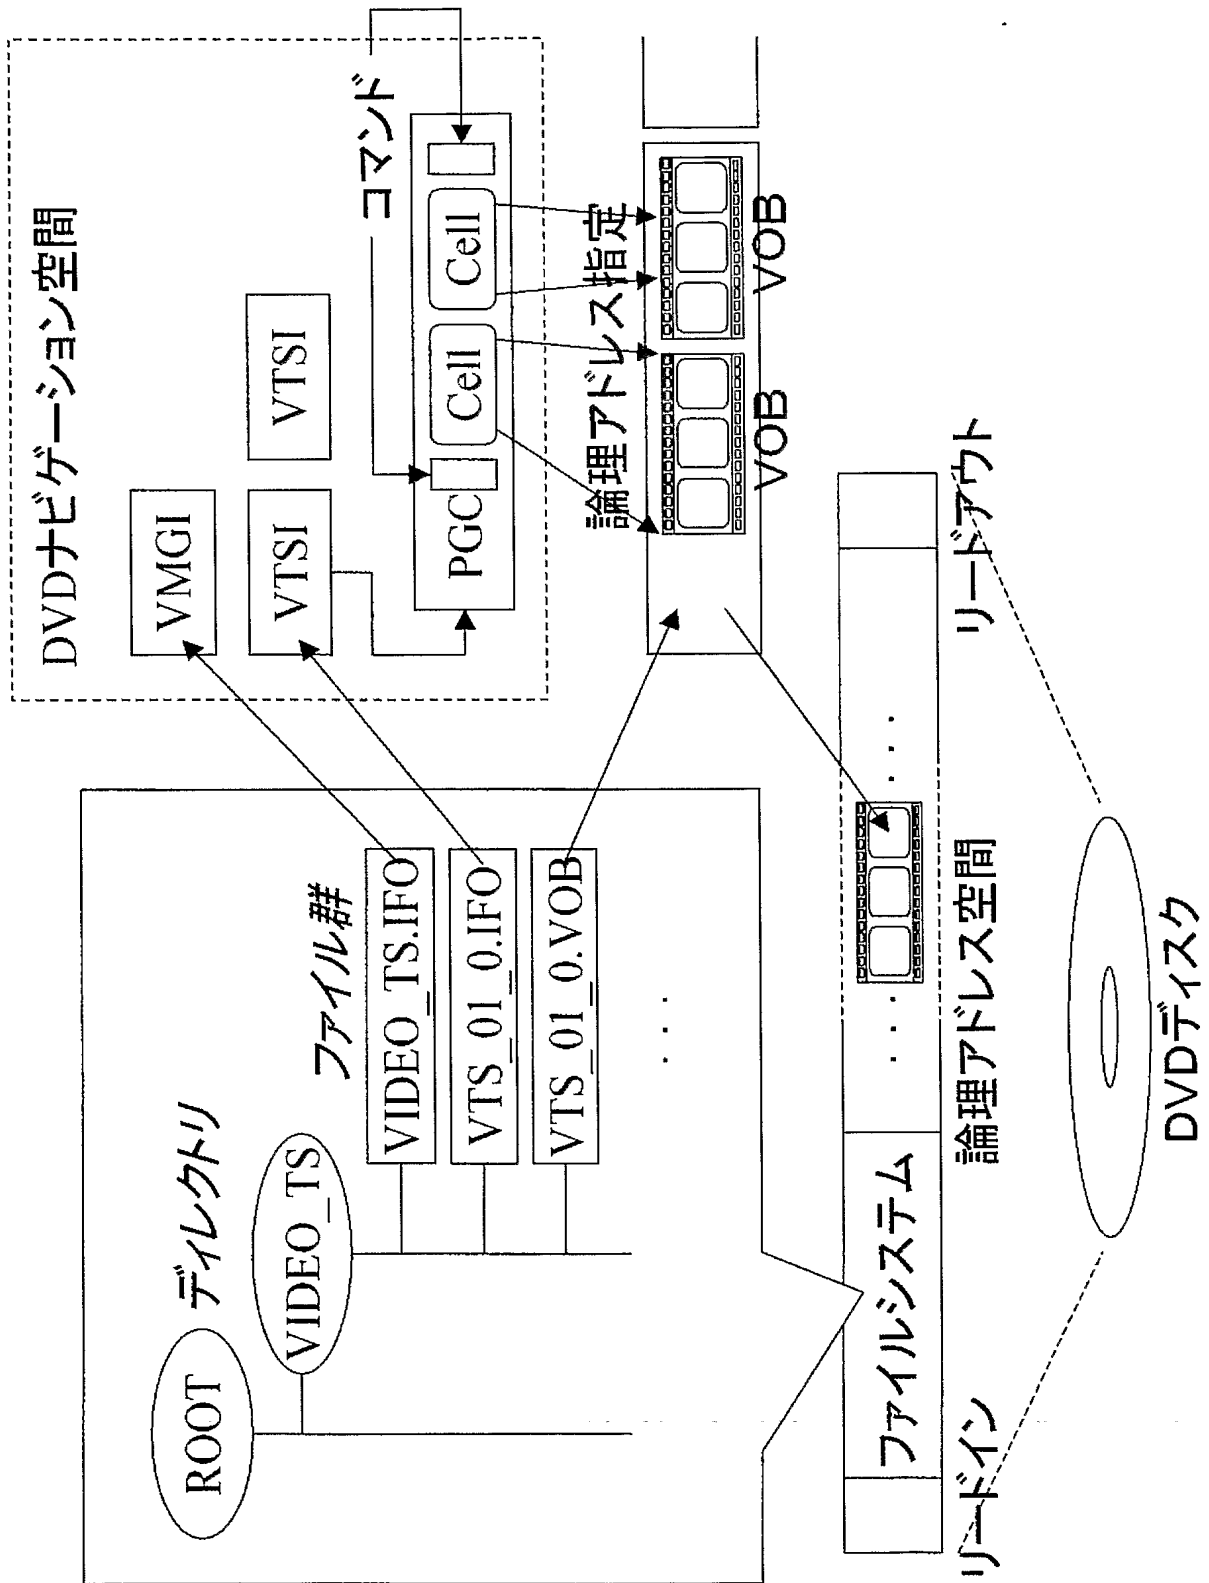 DVDナビゲーション空間
VMGI
VTSI
VTSI
コマンド
PGC
Cell
Cell
論理アドレス指定
VOB
VOB
ROOT
ディレクトリ
VIDEO_TS
ファイル群
VIDEO_TS.IFO
VTS_01_0.IFO
VTS_01_0.VOB
. . .
ファイルシステム
. . .
. . .
リードイン
論理アドレス空間
リードアウト
DVDディスク